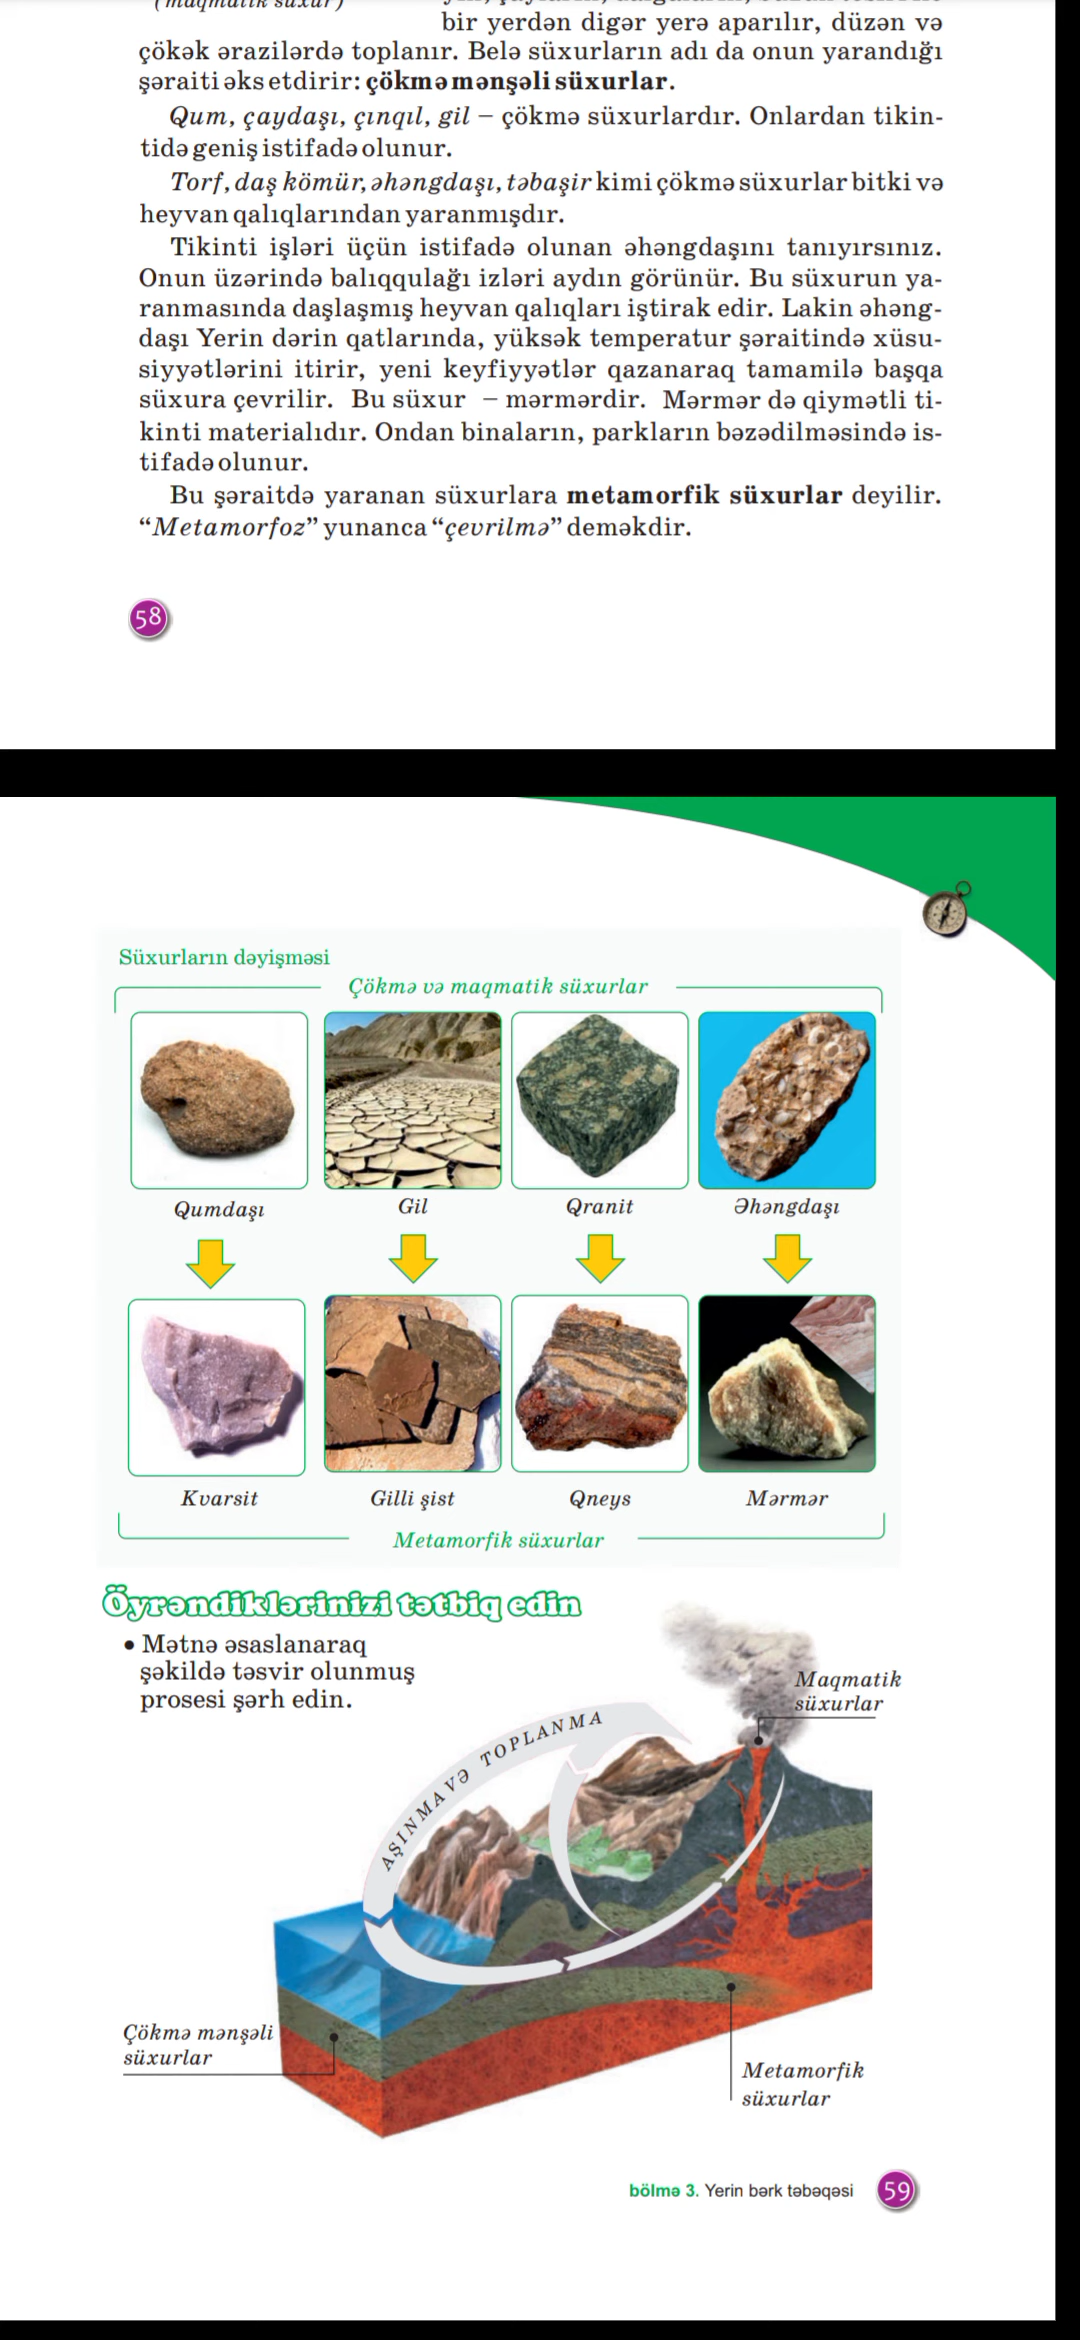 (maqmatik süxur)
bir yerdən digər yerə aparılır, düzən və
çökək ərazilərdə toplanır. Belə süxurların adı da onun yarandığı
şəraiti əks etdirir: çökmə mənşəli süxurlar.
Qum, çaydaşı, çınqıl, gil – çökmə süxurlardır. Onlardan tikin-
tidə geniş istifadə olunur.
Torf, daş kömür, əhəngdaşı, təbaşir kimi çökmə süxurlar bitki və
heyvan qalıqlarından yaranmışdır.
Tikinti işləri üçün istifadə olunan əhəngdaşını tanıyırsınız.
Onun üzərində balıqqulağı izləri aydın görünür. Bu süxurun ya-
ranmasında daşlaşmış heyvan qalıqları iştirak edir. Lakin əhəng-
daşı Yerin dərin qatlarında, yüksək temperatur şəraitində xüsu-
siyyətlərini itirir, yeni keyfiyyətlər qazanaraq tamamilə başqa
süxura çevrilir. Bu süxur – mərmərdir. Mərmər də qiymətli ti-
kinti materialıdır. Ondan binaların, parkların bəzədilməsində is-
tifadə olunur.
Bu şəraitdə yaranan süxurlara metamorfik süxurlar deyilir.
“Metamorfoz” yunanca “çevrilmə” deməkdir.
58
Süxurların dəyişməsi
Çökmə və maqmatik süxurlar
Qumdaşı
Gil
Qranit
Əhəngdaşı
Kvarsit
Gilli şist
Qneys
Mərmər
Metamorfik süxurlar
Öyrəndiklərinizi tətbiq edin
• Mətnə əsaslanaraq
şəkildə təsvir olunmuş
prosesi şərh edin.
Maqmatik
süxurlar
AŞINMA VƏ TOPLANMA
Çökmə mənşəli
süxurlar
Metamorfik
süxurlar
bölmə 3. Yerin bərk təbəqəsi
59